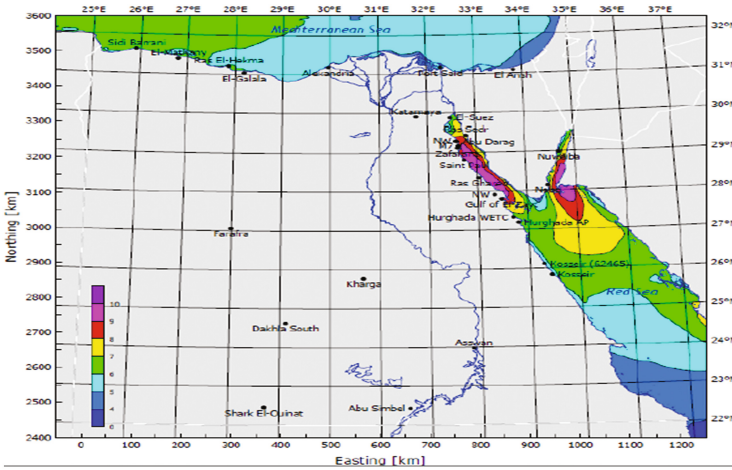 25°E 26°E 27°E 28°E 29°E 30°E 31°E 32°E 33°E 34°E 35°E
3600
3500
3400
3300
3200
3100
3000
2900
2800
2700
2600
2500
2400
Northing [km]
32°N
31°N
30°N
29°N
28°N
27°N
26°N
25°N
24°N
23°N
22°N
Mediterranean Sea
Sidi Barrani
Ras El-Hekma
El-Galala
Alexandria
Port Said
El Arish
Katameya
El-Suez
Ras Sedr
NW
Abu Darag
Zafarana
Saint Paul
Nuweiba
Ras Gharib
NW
Gulf of El-Zayt
Hurghada WETC
Hurghada AP
Kosseir (62465)
Kosseir
Red Sea
Farafra
Kharga
Dakhla South
Asswan
Shark El-Ouinat
Abu Simbel
10
9
8
7
6
5
4
0 100 200 300 400 500 600 700 800 900 1000 1100 1200
Easting [km]